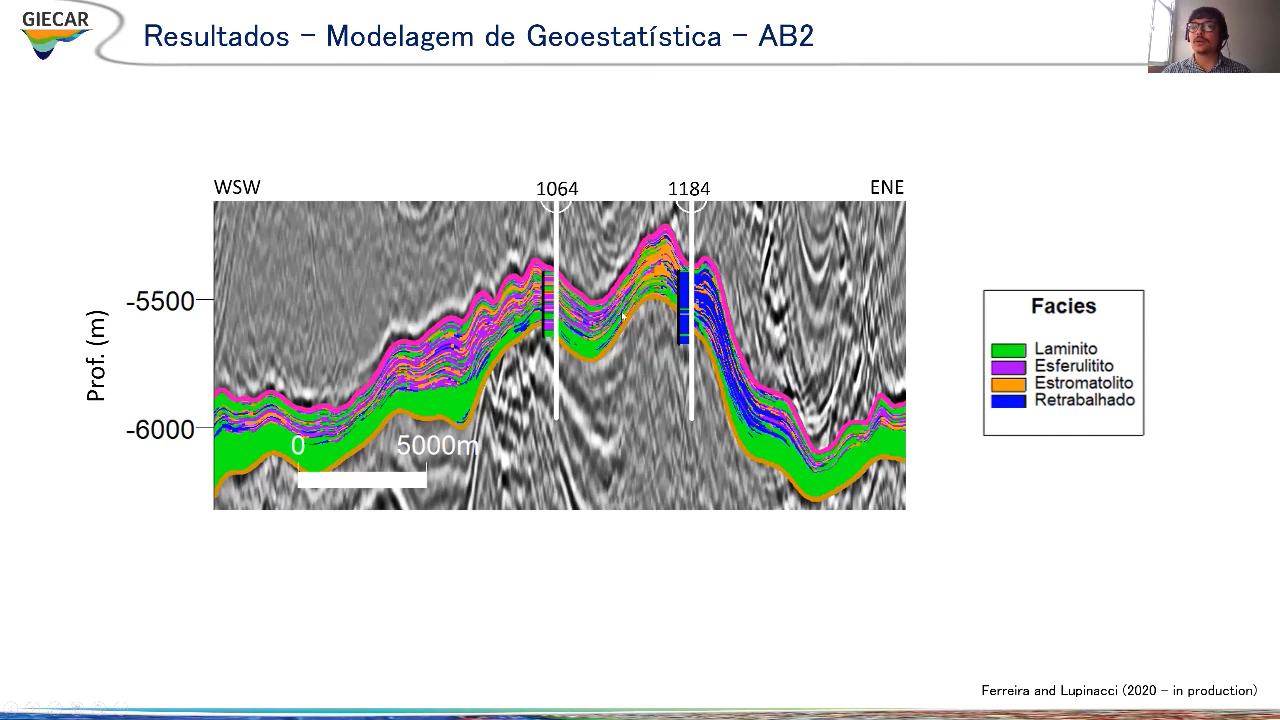 GIECAR
Resultados - Modelagem de Geoestatística - AB2
WSW
1064
1184
ENE
-5500
Prof. (m)
-6000
0
5000m
Facies
Laminito
Esferulitito
Estromatolito
Retrabalhado
Ferreira and Lupinacci (2020 - in production)